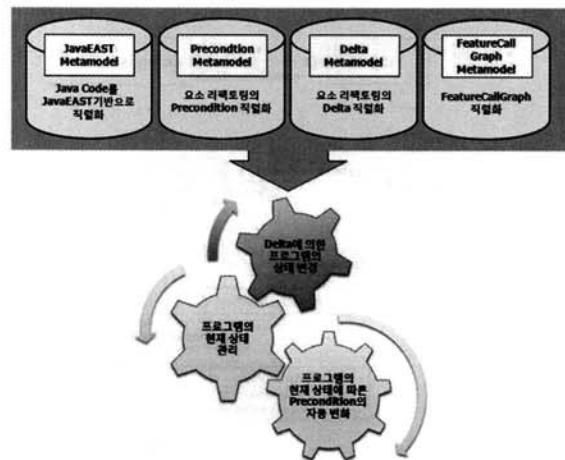 JavaEAST
Metamodel
Java Code를
JavaEAST기반으로
직렬화
Precondtion
Metamodel
요소 리팩토링의
Precondition 직렬화
Delta
Metamodel
요소 리팩토링의
Delta 직렬화
FeatureCall
Graph
Metamodel
FeatureCallGraph
직렬화
Delta에 의한
프로그램의
상태 변경
프로그램의
현재 상태
관리
프로그램의
현재 상태에 따른
Precondition의
자동 변화